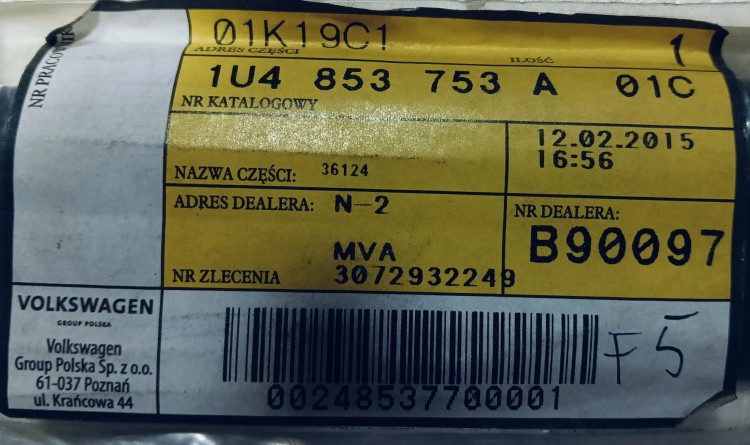 NR PRACOWNIK
01K19C1
ADRES CZĘŚCI
ILOŚĆ
1
1U4 853 753 A 01C
NR KATALOGOWY
12.02.2015
16:56
NAZWA CZĘŚCI: 36124
ADRES DEALERA: N-2
NR DEALERA:
B90097
MVA
NR ZLECENIA 3072932249
VOLKSWAGEN
GROUP POLSKA
Volkswagen
Group Polska Sp. z o.o.
61-037 Poznań
ul. Krańcowa 44
00248537700001
F5